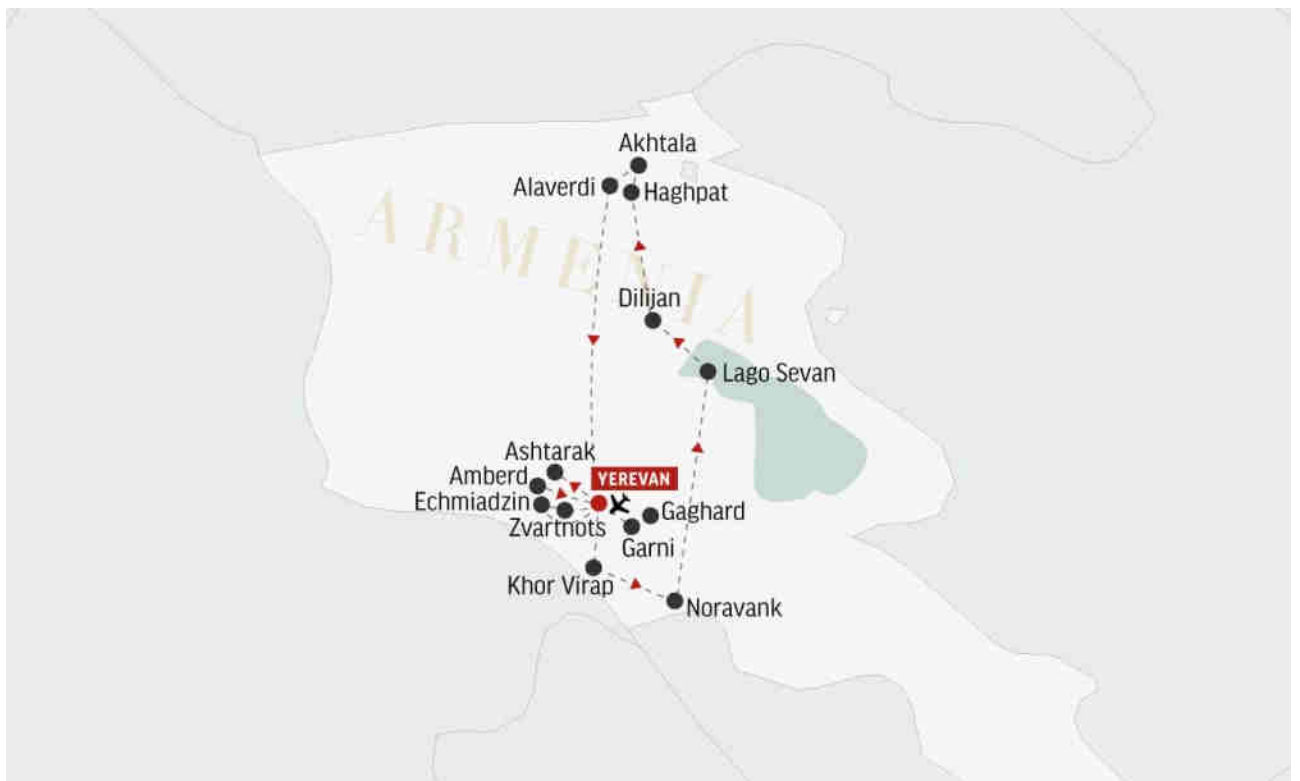 Akhtala
Alaverdi
Haghpat
ARMENIA
Dilijan
Lago Sevan
Ashtarak
YEREVAN
Amberd
Echmiadzin
Gaghard
Zvartnots
Garni
Khor Virap
Noravank